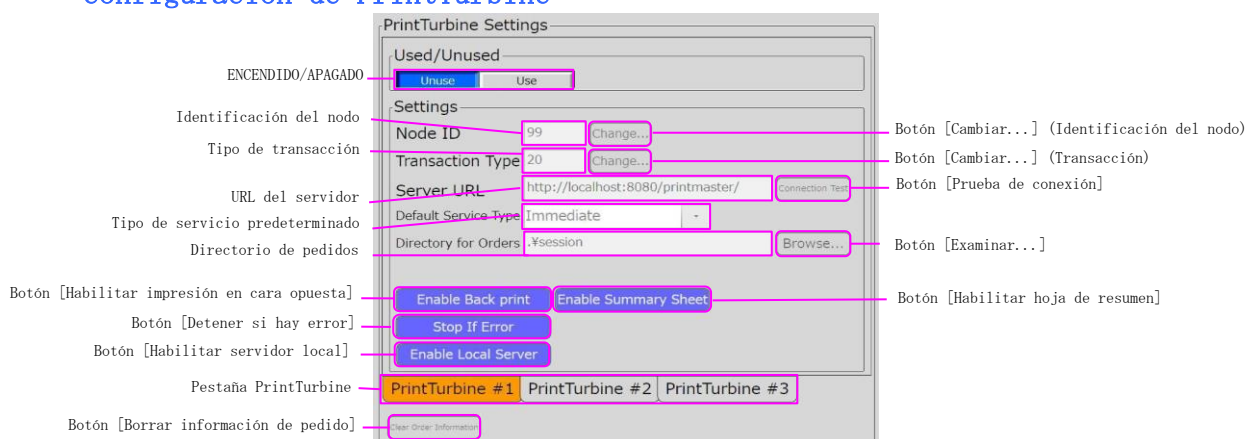 Configuración de PrintTurbine
PrintTurbine Settings
Used/Unused
ENCENDIDO/APAGADO
Unuse
Use
Settings
Identificación del nodo
Node ID
99
Change...
Botón [Cambiar...] (Identificación del nodo)
Tipo de transacción
Transaction Type
20
Change...
Botón [Cambiar...] (Transacción)
URL del servidor
Server URL
http://localhost:8080/printmaster/
Connection Test
Botón [Prueba de conexión]
Tipo de servicio predeterminado
Default Service Type
Immediate
Directorio de pedidos
Directory for Orders
.¥session
Browse...
Botón [Examinar...]
Botón [Habilitar impresión en cara opuesta]
Enable Back print
Enable Summary Sheet
Botón [Habilitar hoja de resumen]
Botón [Detener si hay error]
Stop If Error
Botón [Habilitar servidor local]
Enable Local Server
Pestaña PrintTurbine
PrintTurbine #1
PrintTurbine #2
PrintTurbine #3
Botón [Borrar información de pedido]
Clear Order Information